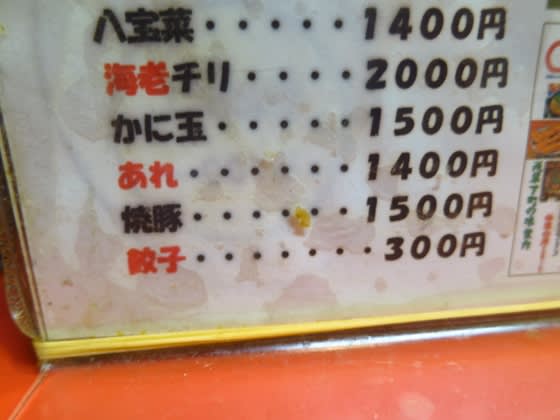 八宝菜・・・・・1400円
海老チリ・・・・2000円
かに玉・・・・・1500円
あれ・・・・・・1400円
焼豚・・・・・・1500円
餃子・・・・・・・300円